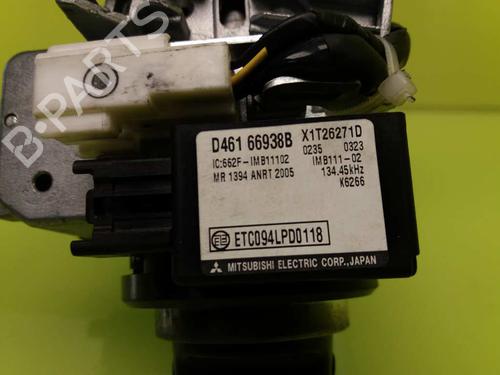 B-PARTS
D461 66938B X1T26271D
IC:662F-IMB11102 0235 0323
MR 1394 ANRT 2005 IMB111-02
134.45kHz
K6266
ETC094LPD0118
MITSUBISHI ELECTRIC CORP.,JAPAN